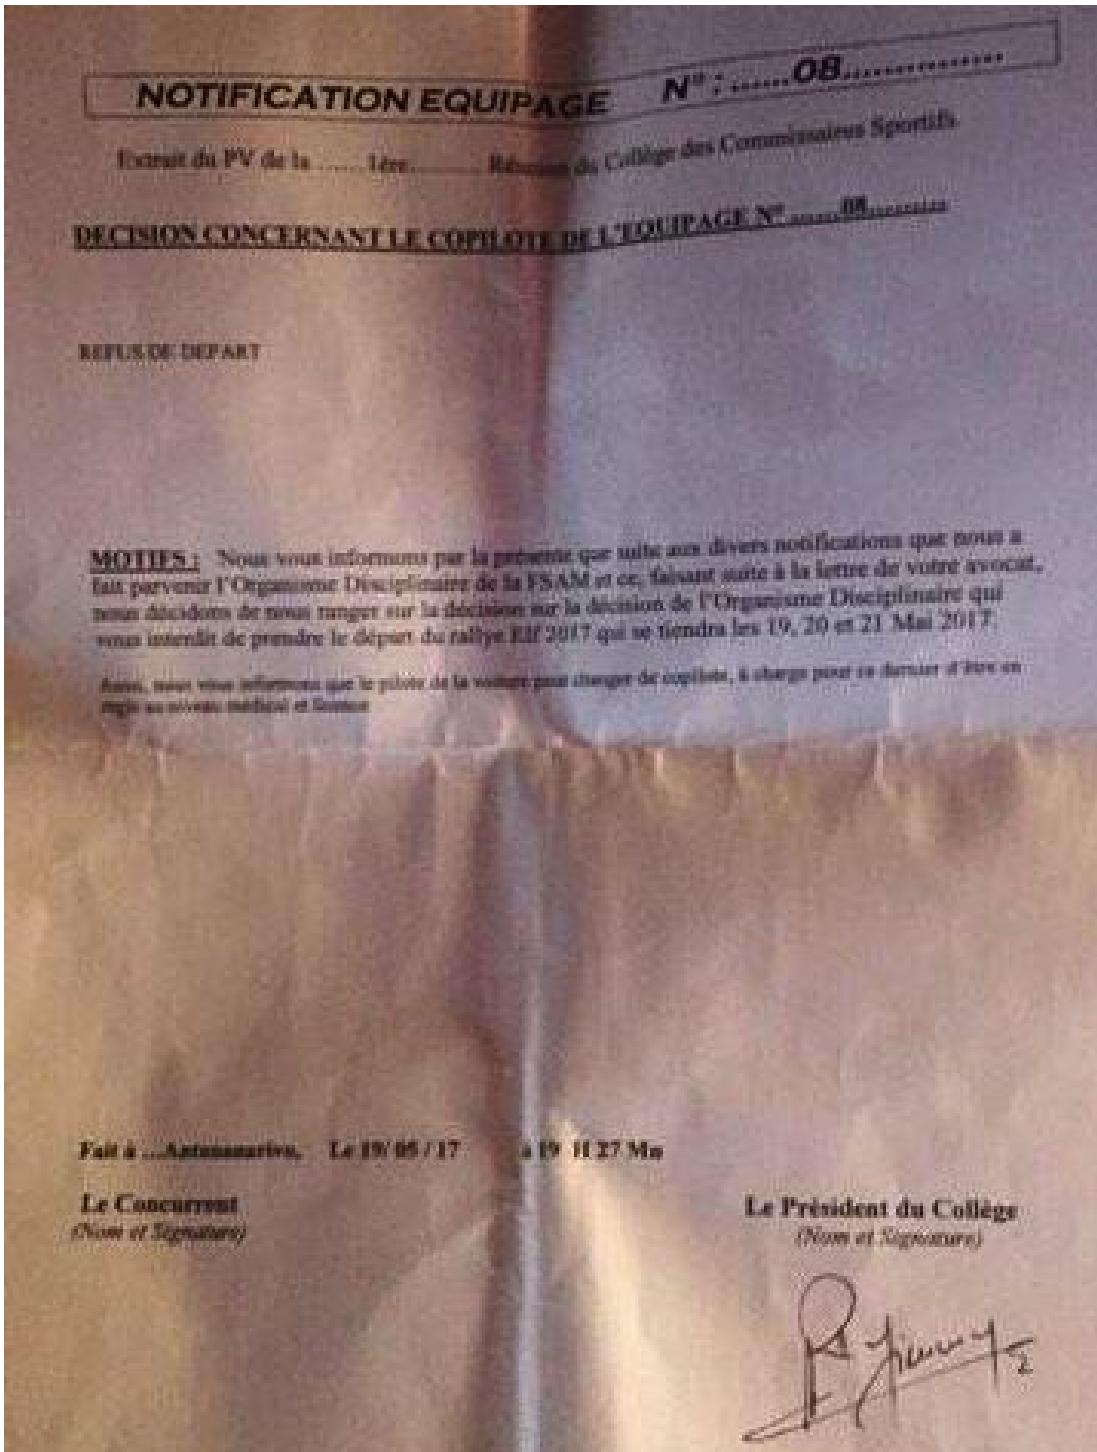 NOTIFICATION EQUIPAGE N° : ......08..................
Extrait du PV de la ......1ère.......... Réunion du Collège des Commissaires Sportifs
DECISION CONCERNANT LE COPILOTE DE L'EQUIPAGE N° ......08.........
REFUS DE DEPART
MOTIFS : Nous vous informons par la présente que suite aux divers notifications que nous a
fait parvenir l'Organisme Disciplinaire de la FSAM et ce, faisant suite à la lettre de votre avocat,
nous décidons de nous ranger sur la décision sur la décision de l'Organisme Disciplinaire qui
vous interdit de prendre le départ du rallye Elf 2017 qui se tiendra les 19, 20 et 21 Mai 2017.
Aussi, nous vous informons que le pilote de la voiture peut changer de copilote, à charge pour ce dernier d'être en
règle au niveau médical et licence
Fait à ...Antananarivo, Le 19/ 05 / 17 à 19 H 27 Mn
Le Concurrent Le Président du Collège
(Nom et Signature) (Nom et Signature)